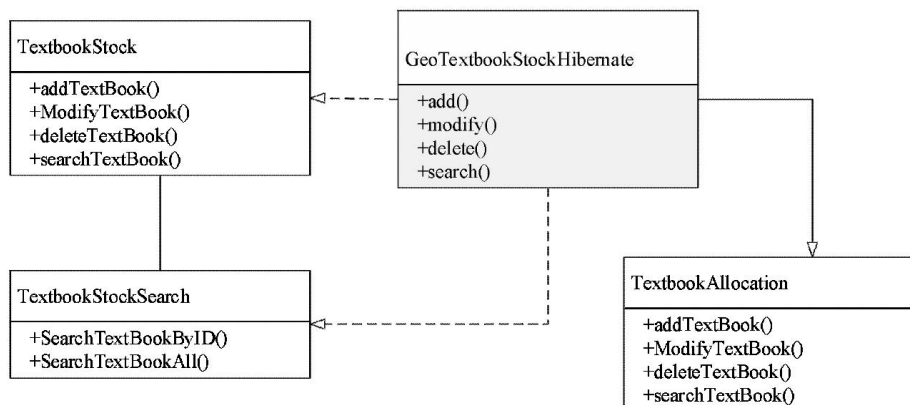 TextbookStock
+addTextBook()
+ModifyTextBook()
+deleteTextBook()
+searchTextBook()
GeoTextbookStockHibernate
+add()
+modify()
+delete()
+search()
TextbookStockSearch
+SearchTextBookByID()
+SearchTextBookAll()
TextbookAllocation
+addTextBook()
+ModifyTextBook()
+deleteTextBook()
+searchTextBook()